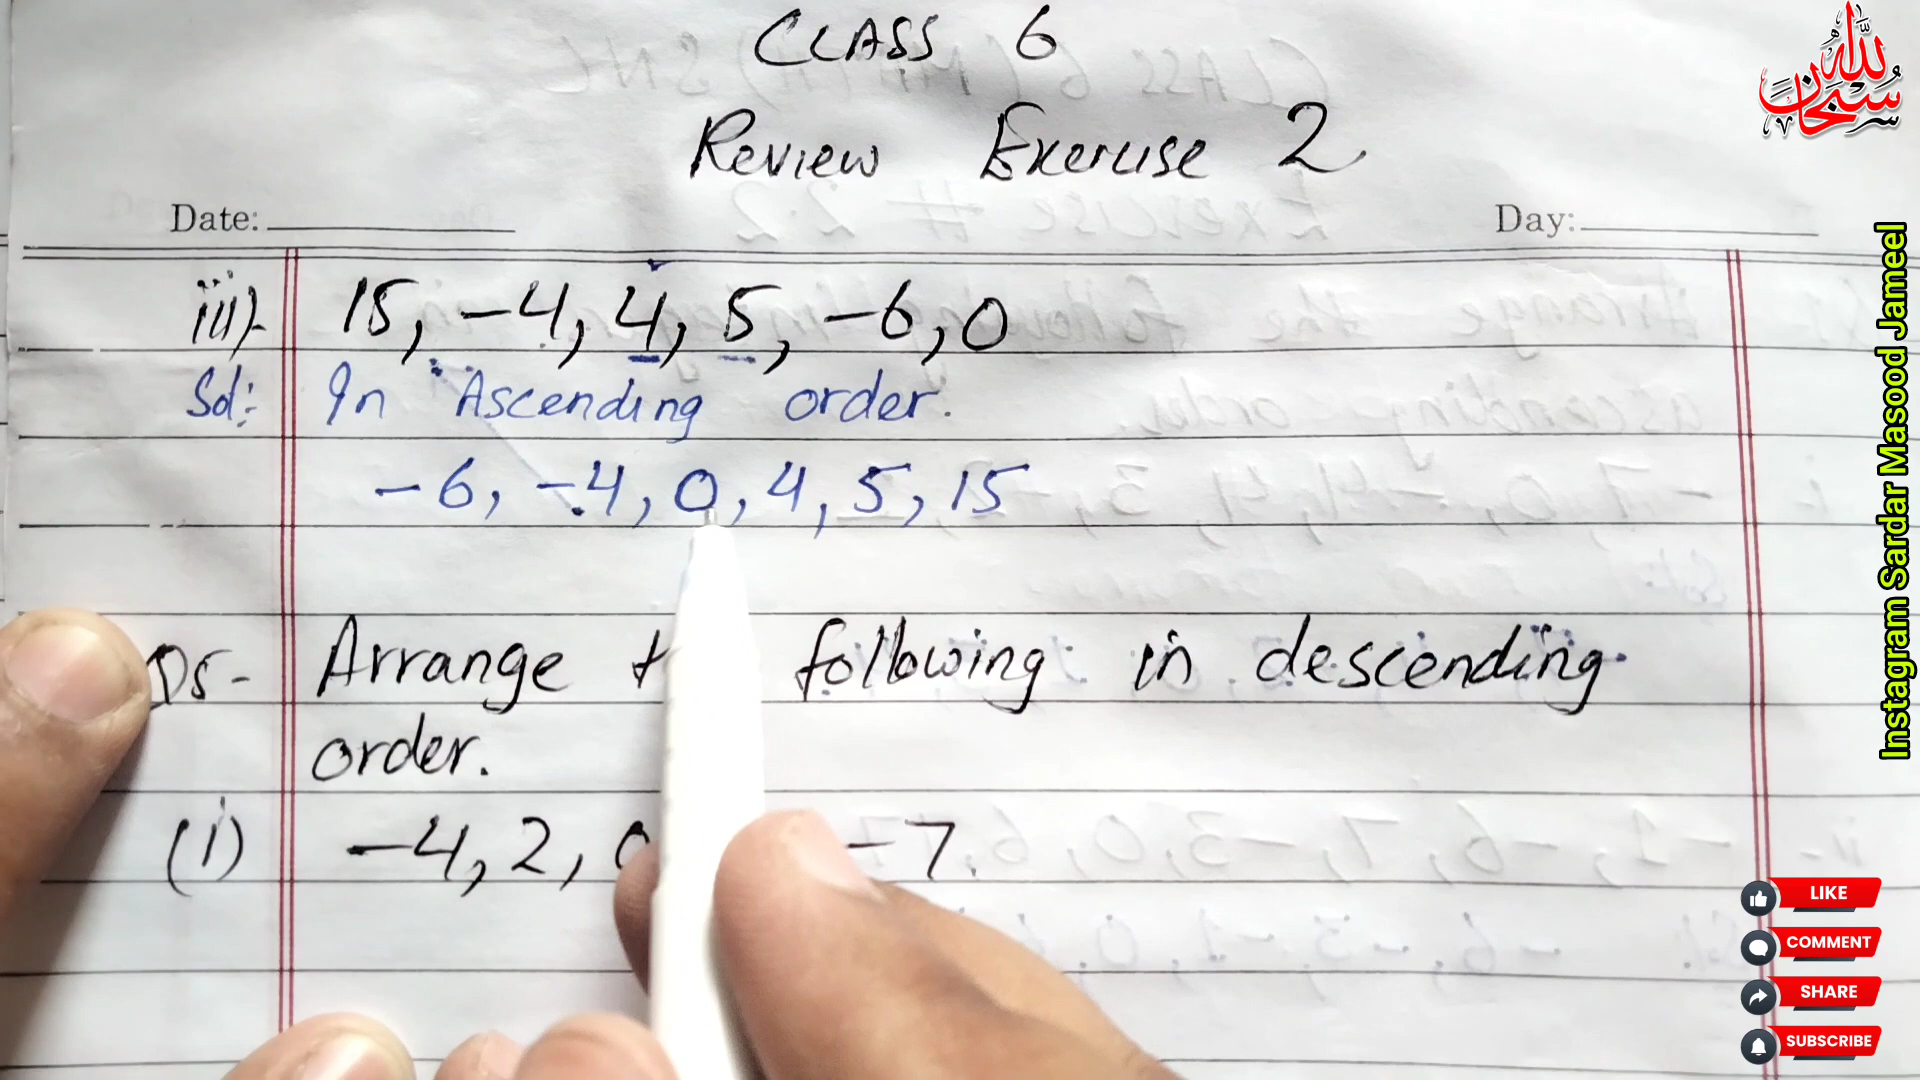 CLASS 6
Review Exercise 2
Date:
Day:
iii)- 15, -4, 4, 5, -6, 0
Sol: In Ascending order.
-6, -4, 0, 4, 5, 15
Arrange following in descending
order.
(i) -4, 2, 0 -7.
سبحان الله
Instagram Sardar Masood Jameel
LIKE
COMMENT
SHARE
SUBSCRIBE